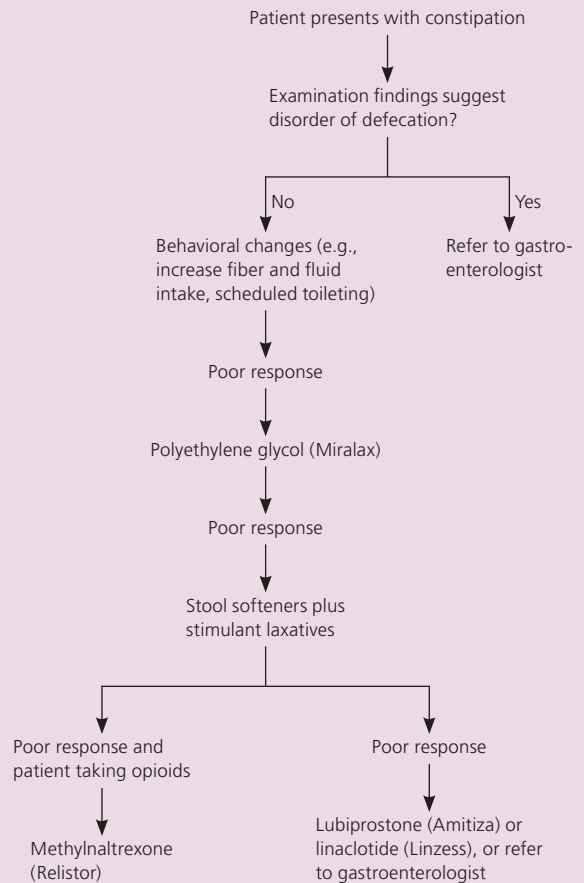 Patient presents with constipation
Examination findings suggest
disorder of defecation?
No
Yes
Behavioral changes (e.g.,
increase fiber and fluid
intake, scheduled toileting)
Refer to gastro-
enterologist
Poor response
Polyethylene glycol (Miralax)
Poor response
Stool softeners plus
stimulant laxatives
Poor response and
patient taking opioids
Poor response
Methylnaltrexone
(Relistor)
Lubiprostone (Amitiza) or
linaclotide (Linzess), or refer
to gastroenterologist